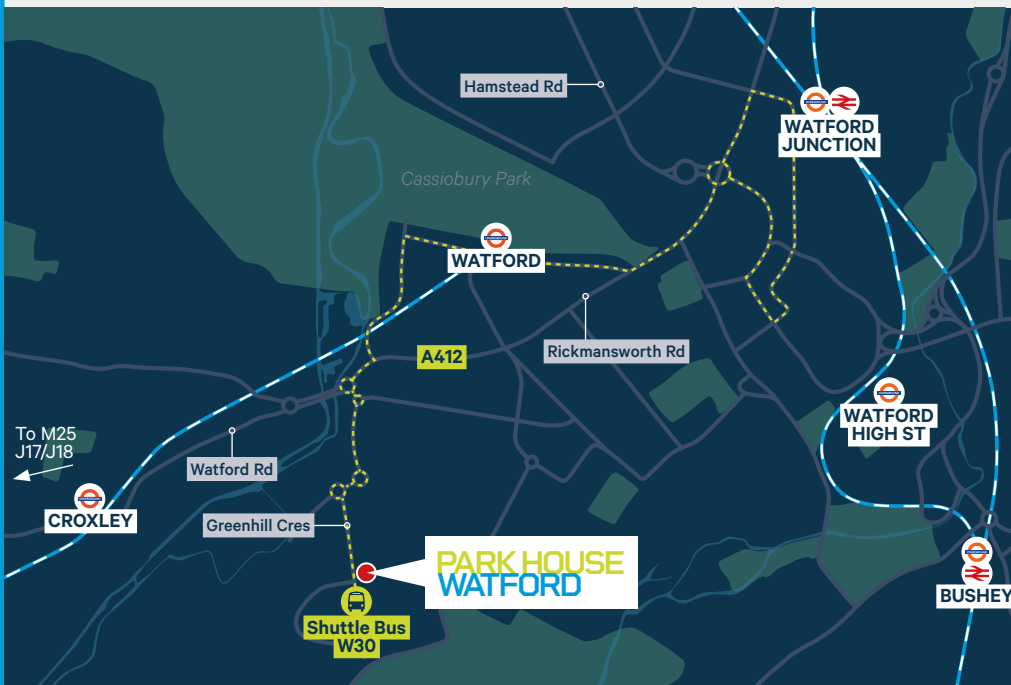 Hamstead Rd
WATFORD
JUNCTION
Cassiobury Park
WATFORD
Rickmansworth Rd
A412
WATFORD
HIGH ST
To M25
J17/J18
Watford Rd
CROXLEY
Greenhill Cres
PARK HOUSE
WATFORD
BUSHEY
Shuttle Bus
W30